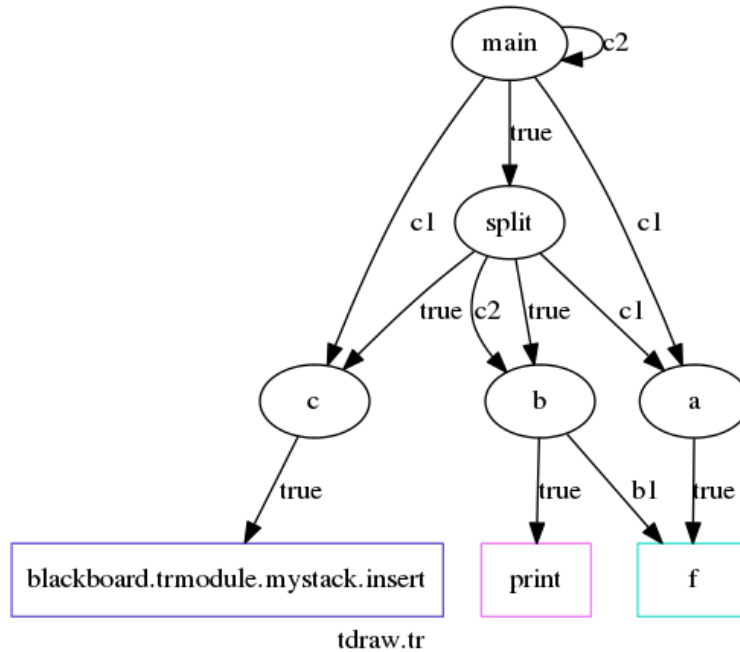 main
c2
true
c1
c1
split
true
c2
true
c1
c
b
a
true
true
b1
true
blackboard.trmodule.mystack.insert
print
f
tdraw.tr